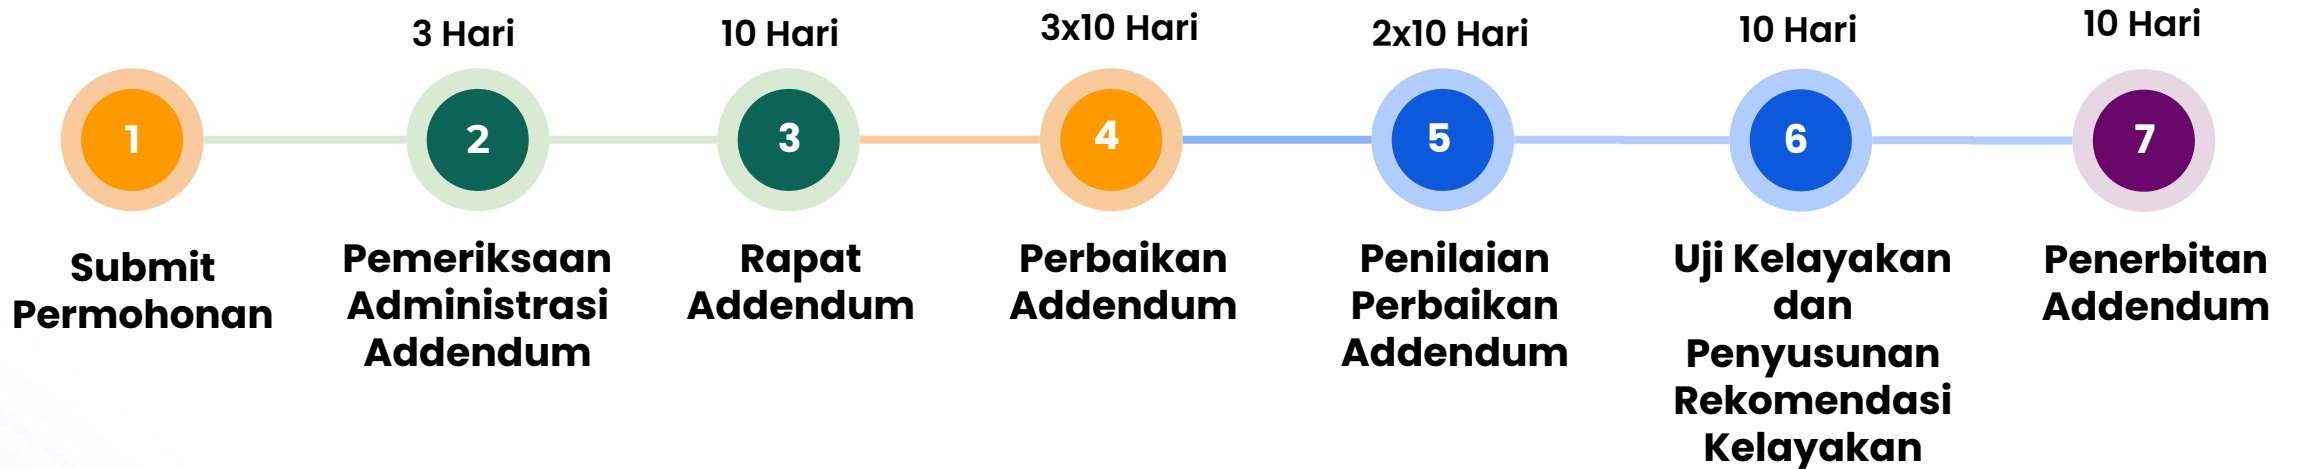 3 Hari
10 Hari
3x10 Hari
2x10 Hari
10 Hari
10 Hari
1
2
3
4
5
6
7
Submit
Permohonan
Pemeriksaan
Administrasi
Addendum
Rapat
Addendum
Perbaikan
Addendum
Penilaian
Perbaikan
Addendum
Uji Kelayakan
dan
Penyusunan
Rekomendasi
Kelayakan
Penerbitan
Addendum